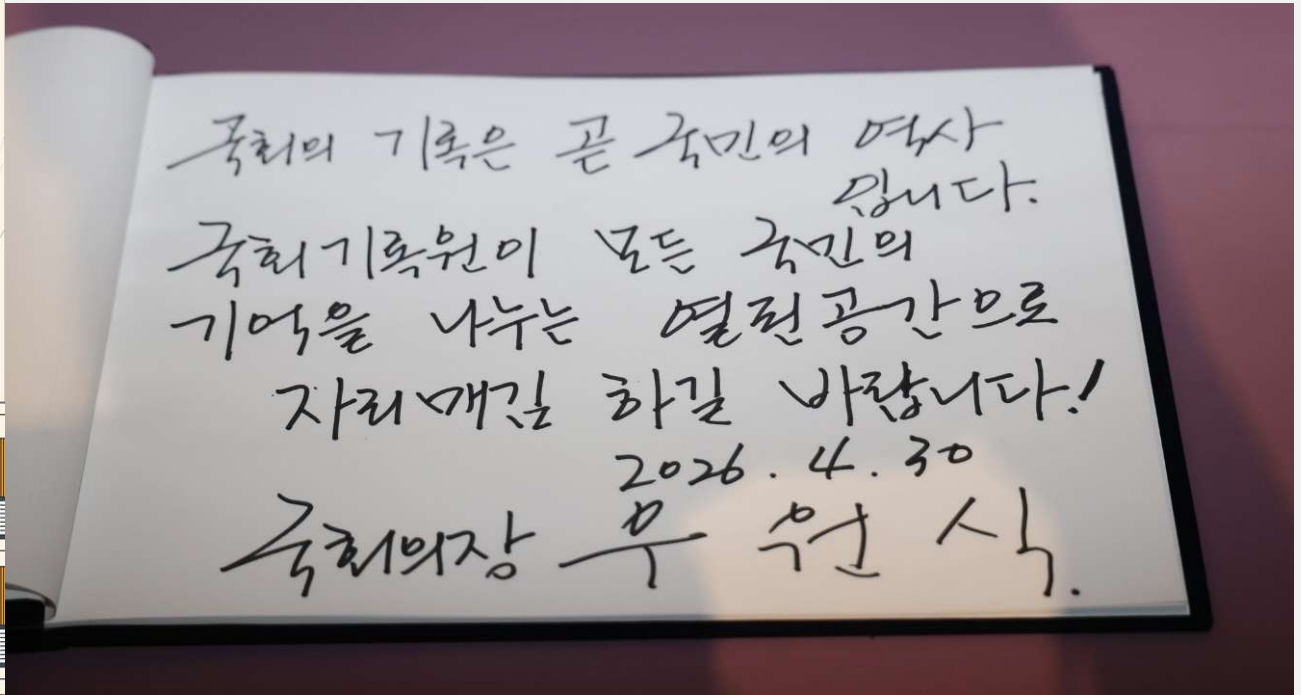 국회의 기록은 곧 국민의 역사
입니다.
국회기록원이 모든 국민의
기억을 나누는 열린공간으로
자리매김 하길 바랍니다!
2026. 4. 30
국회의장 우원식.